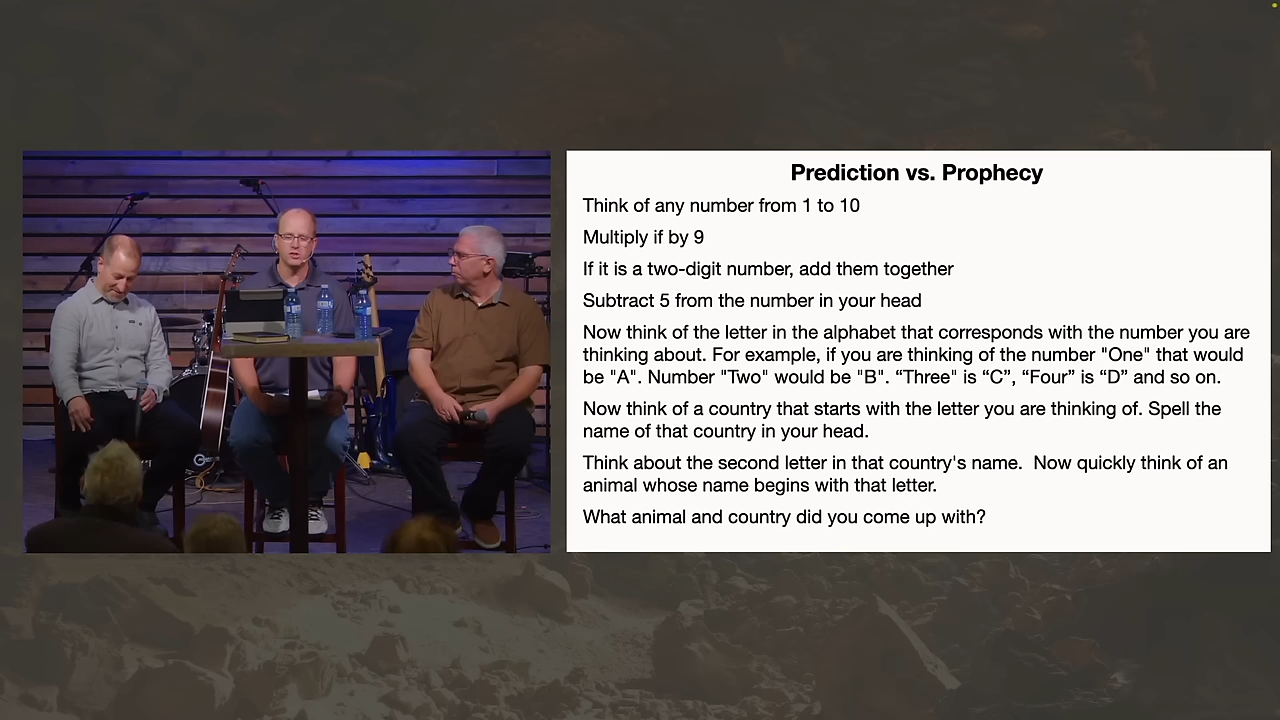 Prediction vs. Prophecy
Think of any number from 1 to 10
Multiply if by 9
If it is a two-digit number, add them together
Subtract 5 from the number in your head
Now think of the letter in the alphabet that corresponds with the number you are
thinking about. For example, if you are thinking of the number "One" that would
be "A". Number "Two" would be "B". “Three" is “C”, “Four” is “D” and so on.
Now think of a country that starts with the letter you are thinking of. Spell the
name of that country in your head.
Think about the second letter in that country's name.  Now quickly think of an
animal whose name begins with that letter.
What animal and country did you come up with?